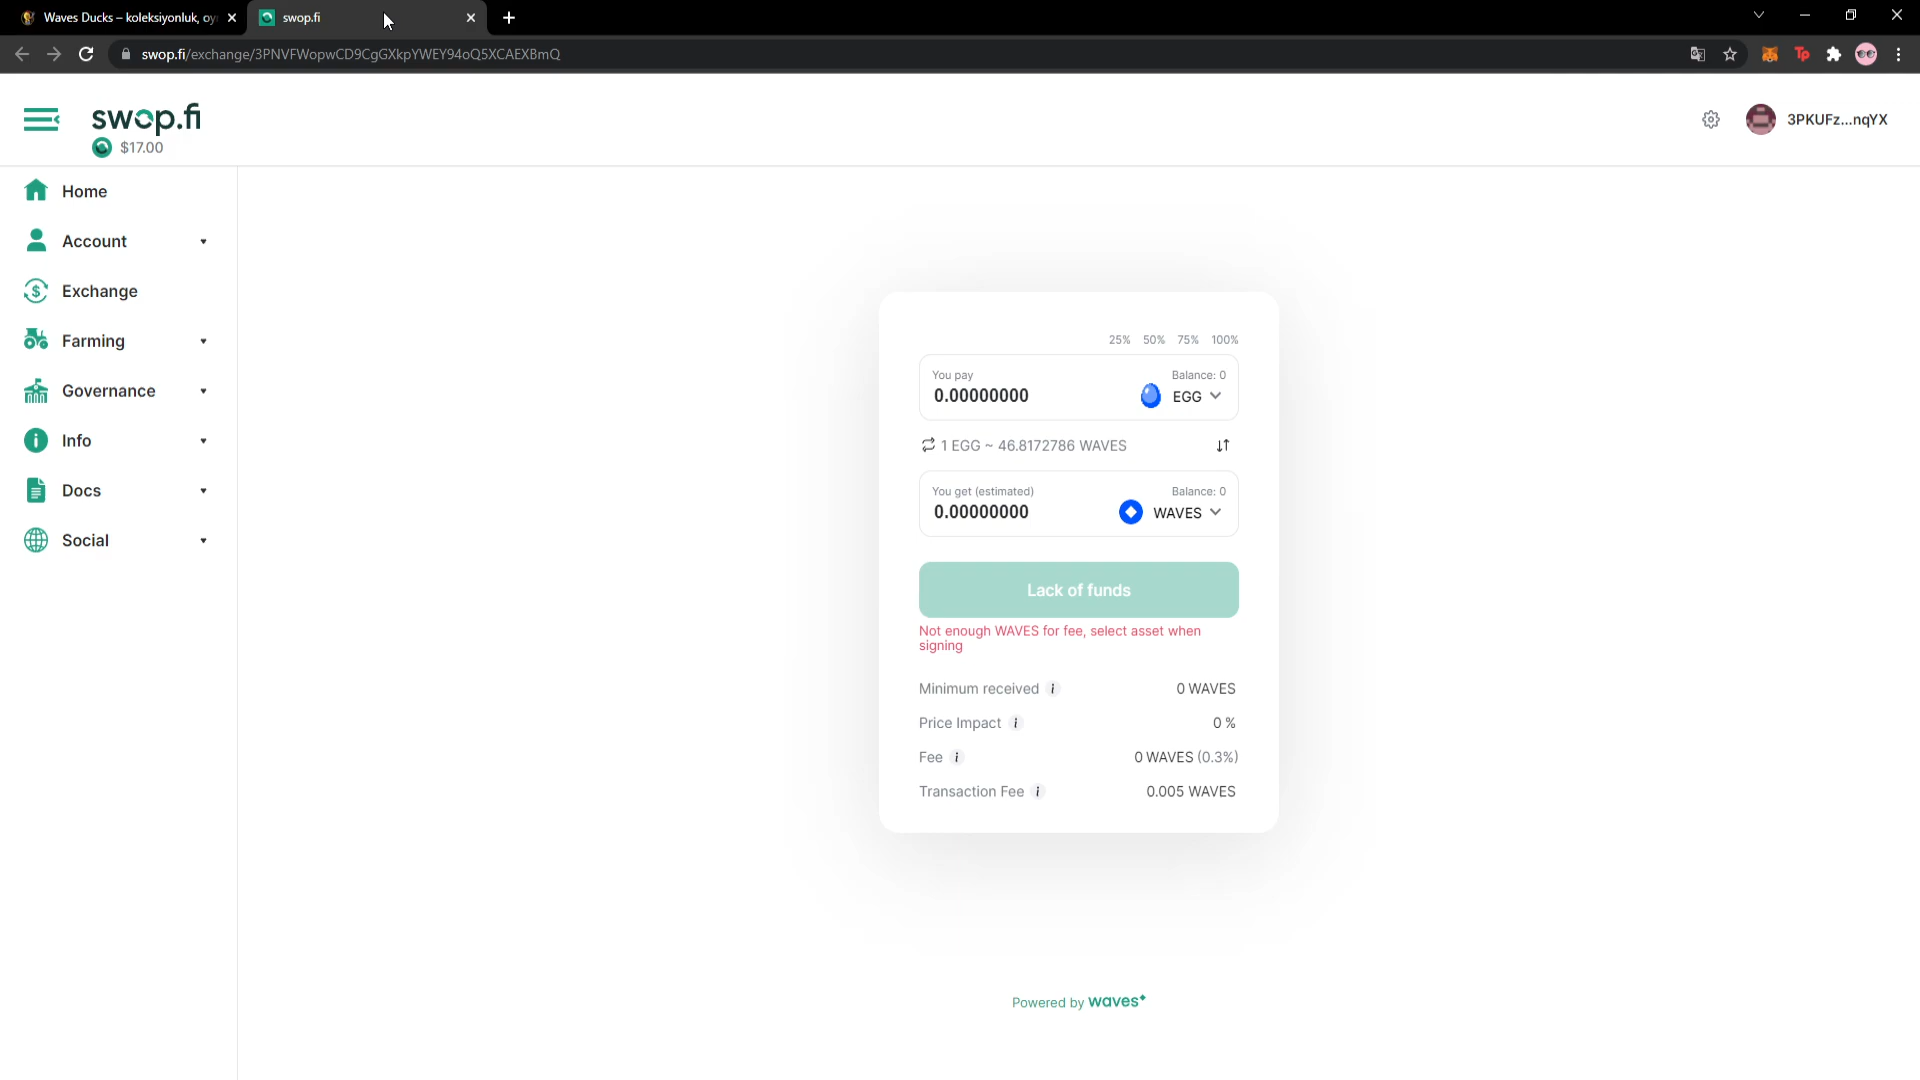 Waves Ducks – koleksiyonluk, oy
swop.fi
swop.fi/exchange/3PNVFWopwCD9CgGXkpYWEY94oQ5XCAEXBmQ
swop.fi
$17.00
3PKUFz...nqYX
Home
Account
Exchange
Farming
Governance
Info
Docs
Social
25% 50% 75% 100%
You pay
Balance: 0
0.00000000
EGG
1 EGG ~ 46.8172786 WAVES
You get (estimated)
Balance: 0
0.00000000
WAVES
Lack of funds
Not enough WAVES for fee, select asset when
signing
Minimum received i 0 WAVES
Price Impact i 0 %
Fee i 0 WAVES (0.3%)
Transaction Fee i 0.005 WAVES
Powered by waves